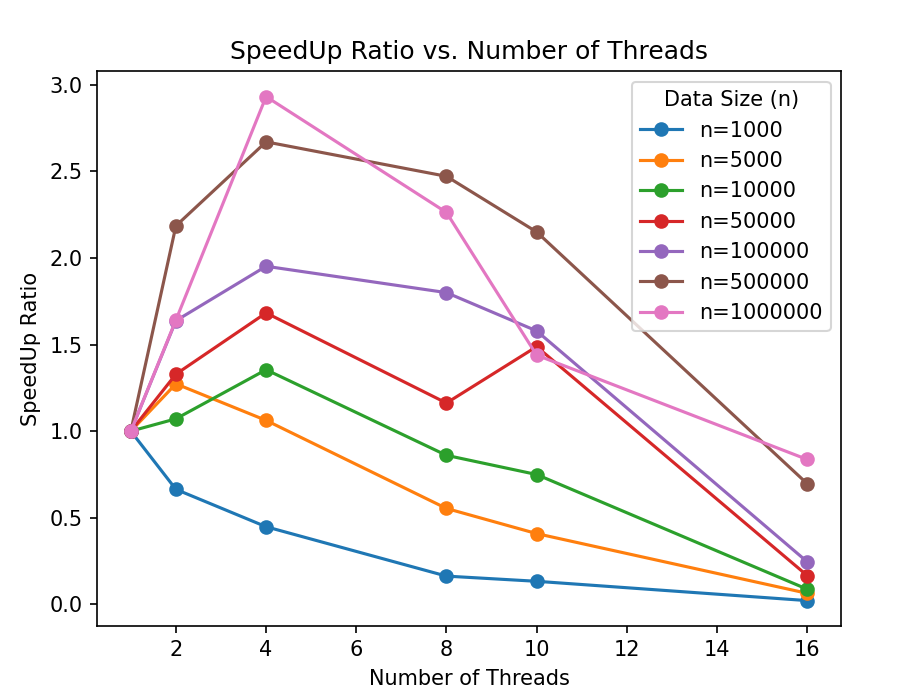 SpeedUp Ratio vs. Number of Threads
SpeedUp Ratio
3.0
2.5
2.0
1.5
1.0
0.5
0.0
Data Size (n)
n=1000
n=5000
n=10000
n=50000
n=100000
n=500000
n=1000000
2 4 6 8 10 12 14 16
Number of Threads